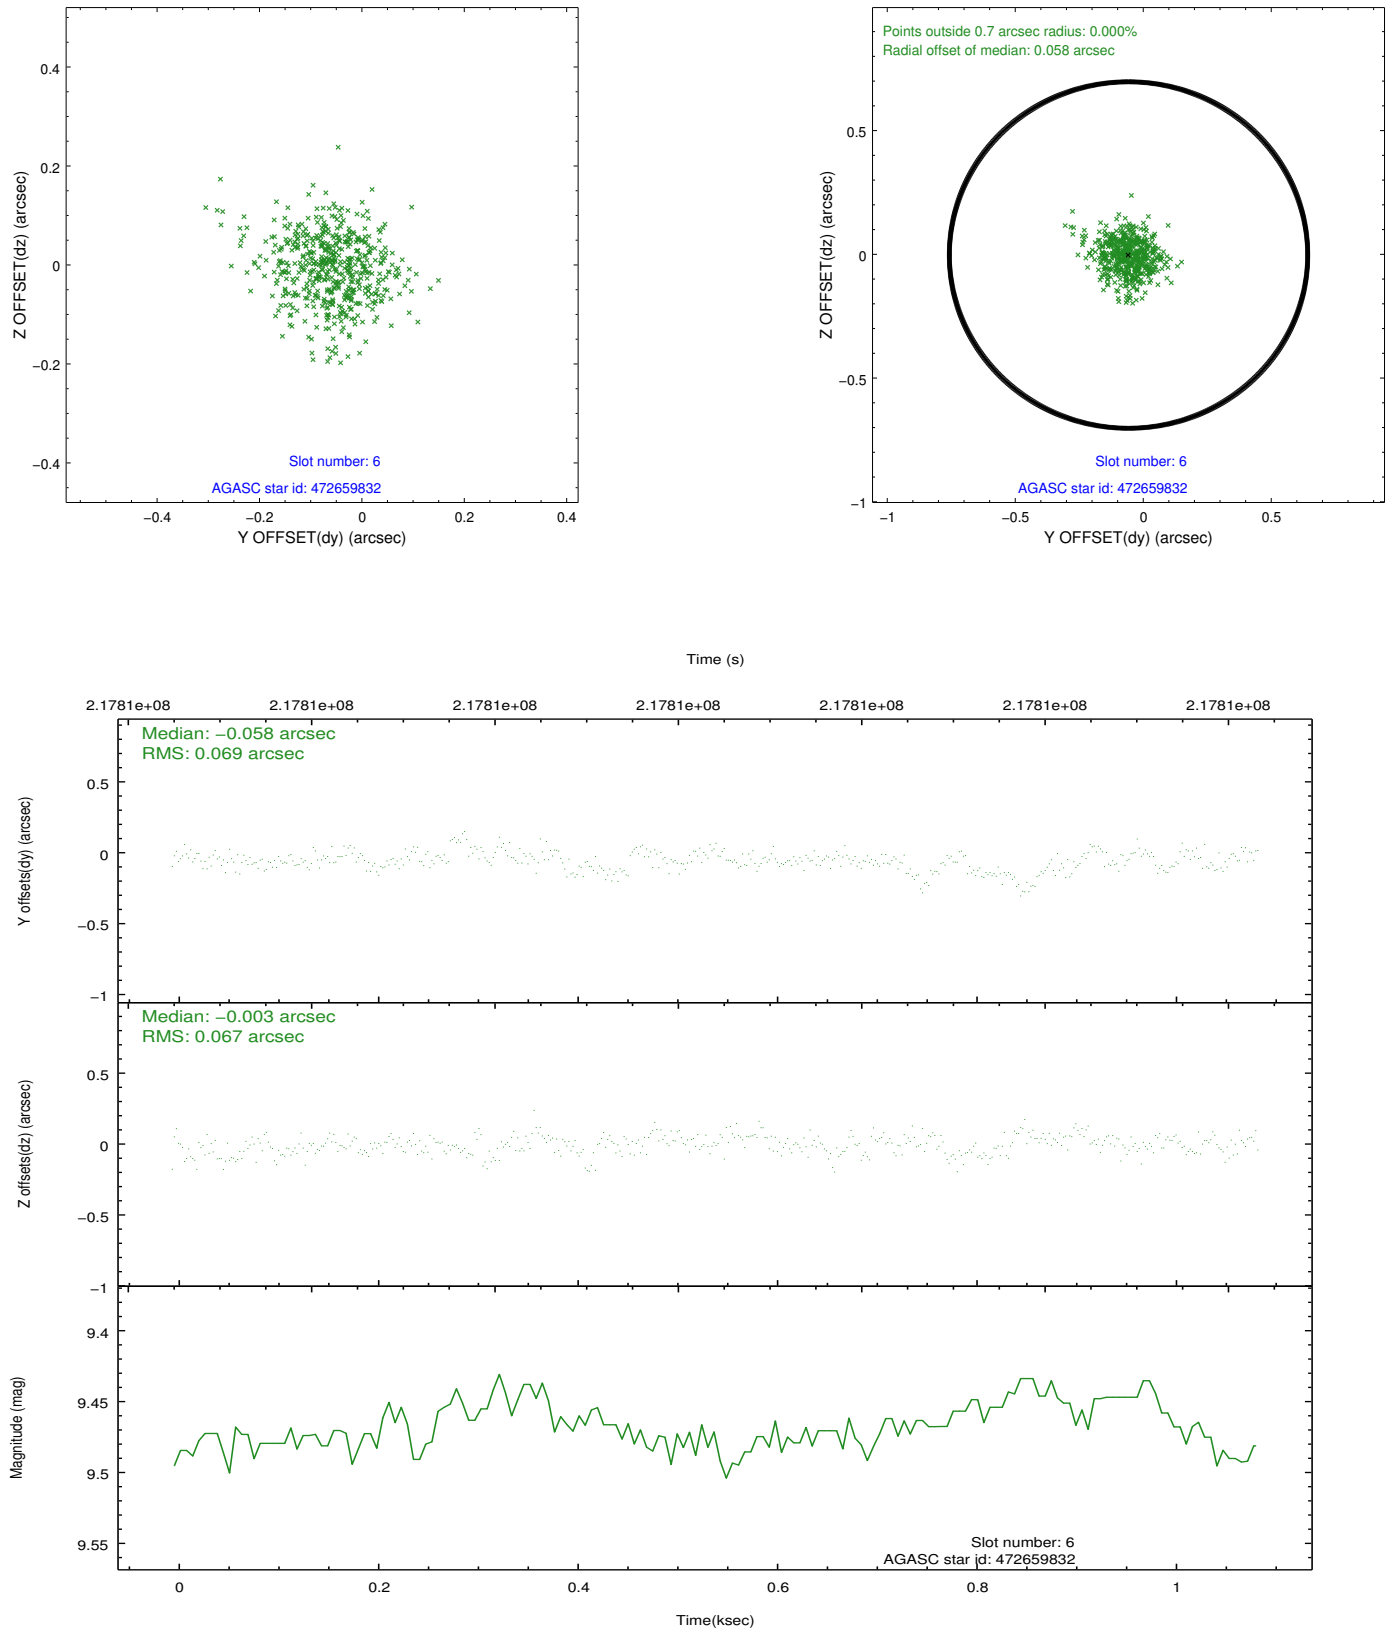 0.4
0.2
0
−0.2
−0.4
Z OFFSET(dz) (arcsec)
Slot number: 6
AGASC star id: 472659832
−0.4 −0.2 0 0.2 0.4
Y OFFSET(dy) (arcsec)
Points outside 0.7 arcsec radius: 0.000%
Radial offset of median: 0.058 arcsec
0.5
0
−0.5
−1
Z OFFSET(dz) (arcsec)
Slot number: 6
AGASC star id: 472659832
−1 −0.5 0 0.5
Y OFFSET(dy) (arcsec)
Time (s)
2.1781e+08 2.1781e+08 2.1781e+08 2.1781e+08 2.1781e+08 2.1781e+08 2.1781e+08
Median: −0.058 arcsec
RMS: 0.069 arcsec
0.5
0
−0.5
−1
Y offsets(dy) (arcsec)
Median: −0.003 arcsec
RMS: 0.067 arcsec
0.5
0
−0.5
−1
Z offsets(dz) (arcsec)
9.4
9.45
9.5
9.55
Magnitude (mag)
Slot number: 6
AGASC star id: 472659832
0 0.2 0.4 0.6 0.8 1
Time(ksec)